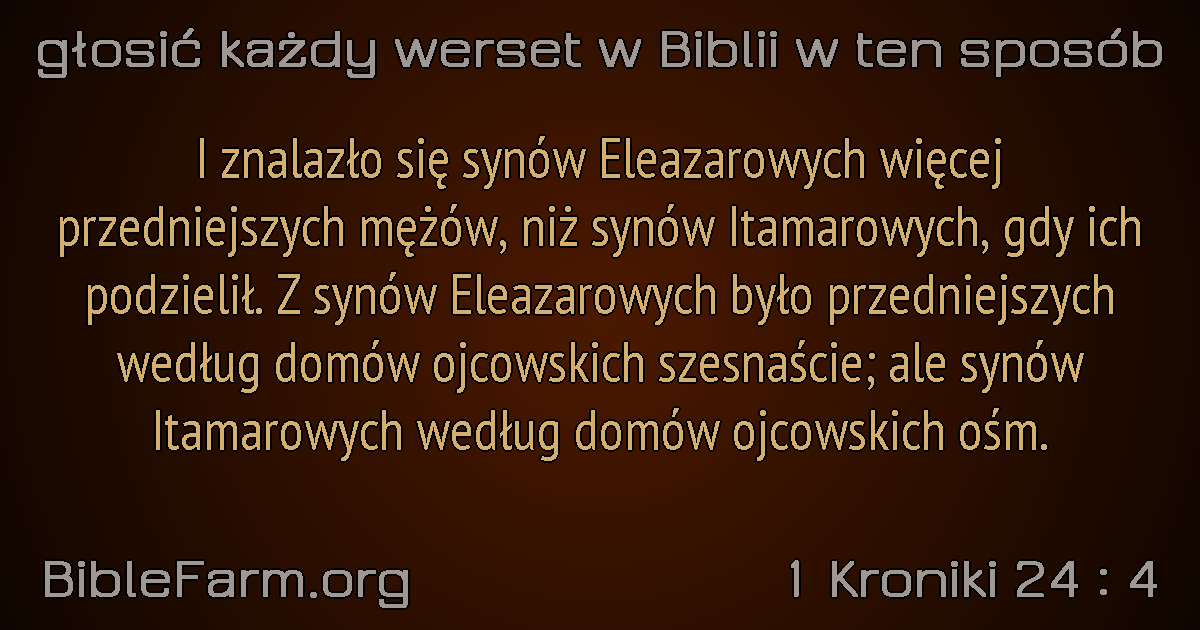 głosić każdy werset w Biblii w ten sposób
I znalazło się synów Eleazarowych więcej
przedniejszych mężów, niż synów Itamarowych, gdy ich
podzielił. Z synów Eleazarowych było przedniejszych
według domów ojcowskich szesnaście; ale synów
Itamarowych według domów ojcowskich ośm.
BibleFarm.org
1 Kroniki 24 : 4